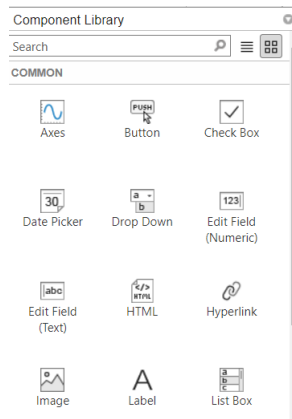 Component Library
Search
COMMON
PUSH
Axes
Button
Check Box
30
a
b
123
Date Picker
Drop Down
Edit Field
(Numeric)
abc
</>
HTML
Edit Field
(Text)
HTML
Hyperlink
A
a
b
c
Image
Label
List Box